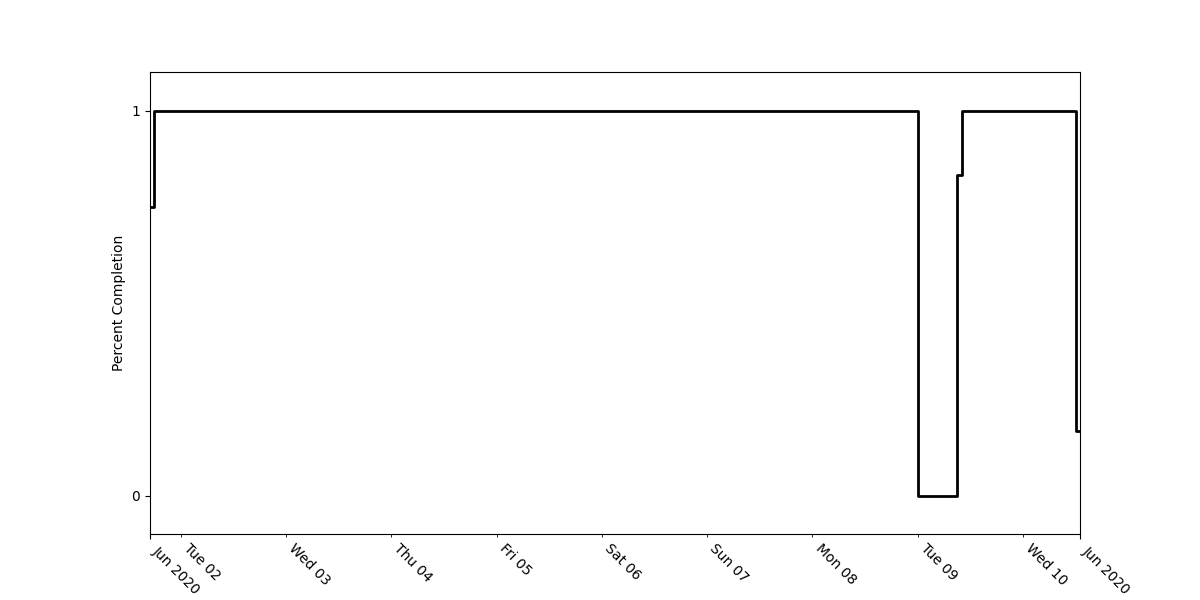 1
Percent Completion
0
Jun 2020
Tue 02
Wed 03
Thu 04
Fri 05
Sat 06
Sun 07
Mon 08
Tue 09
Wed 10
Jun 2020